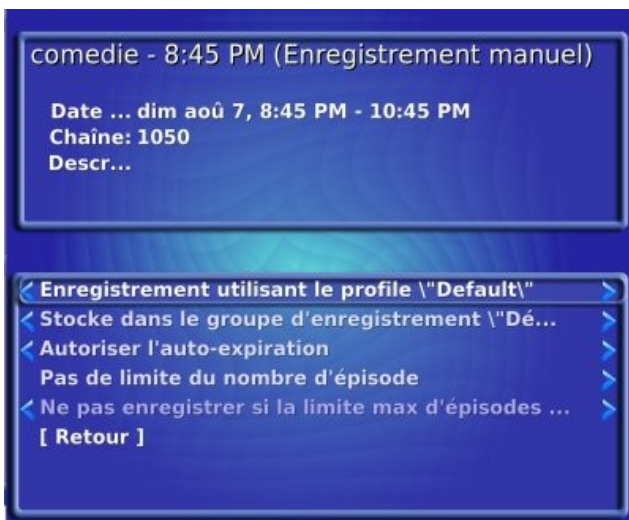 comedie - 8:45 PM (Enregistrement manuel)
Date ... dim aoû 7, 8:45 PM - 10:45 PM
Chaîne: 1050
Descr...
Enregistrement utilisant le profile \"Default\"
Stocke dans le groupe d'enregistrement \"Dé...
Autoriser l'auto-expiration
Pas de limite du nombre d'épisode
Ne pas enregistrer si la limite max d'épisodes ...
[ Retour ]